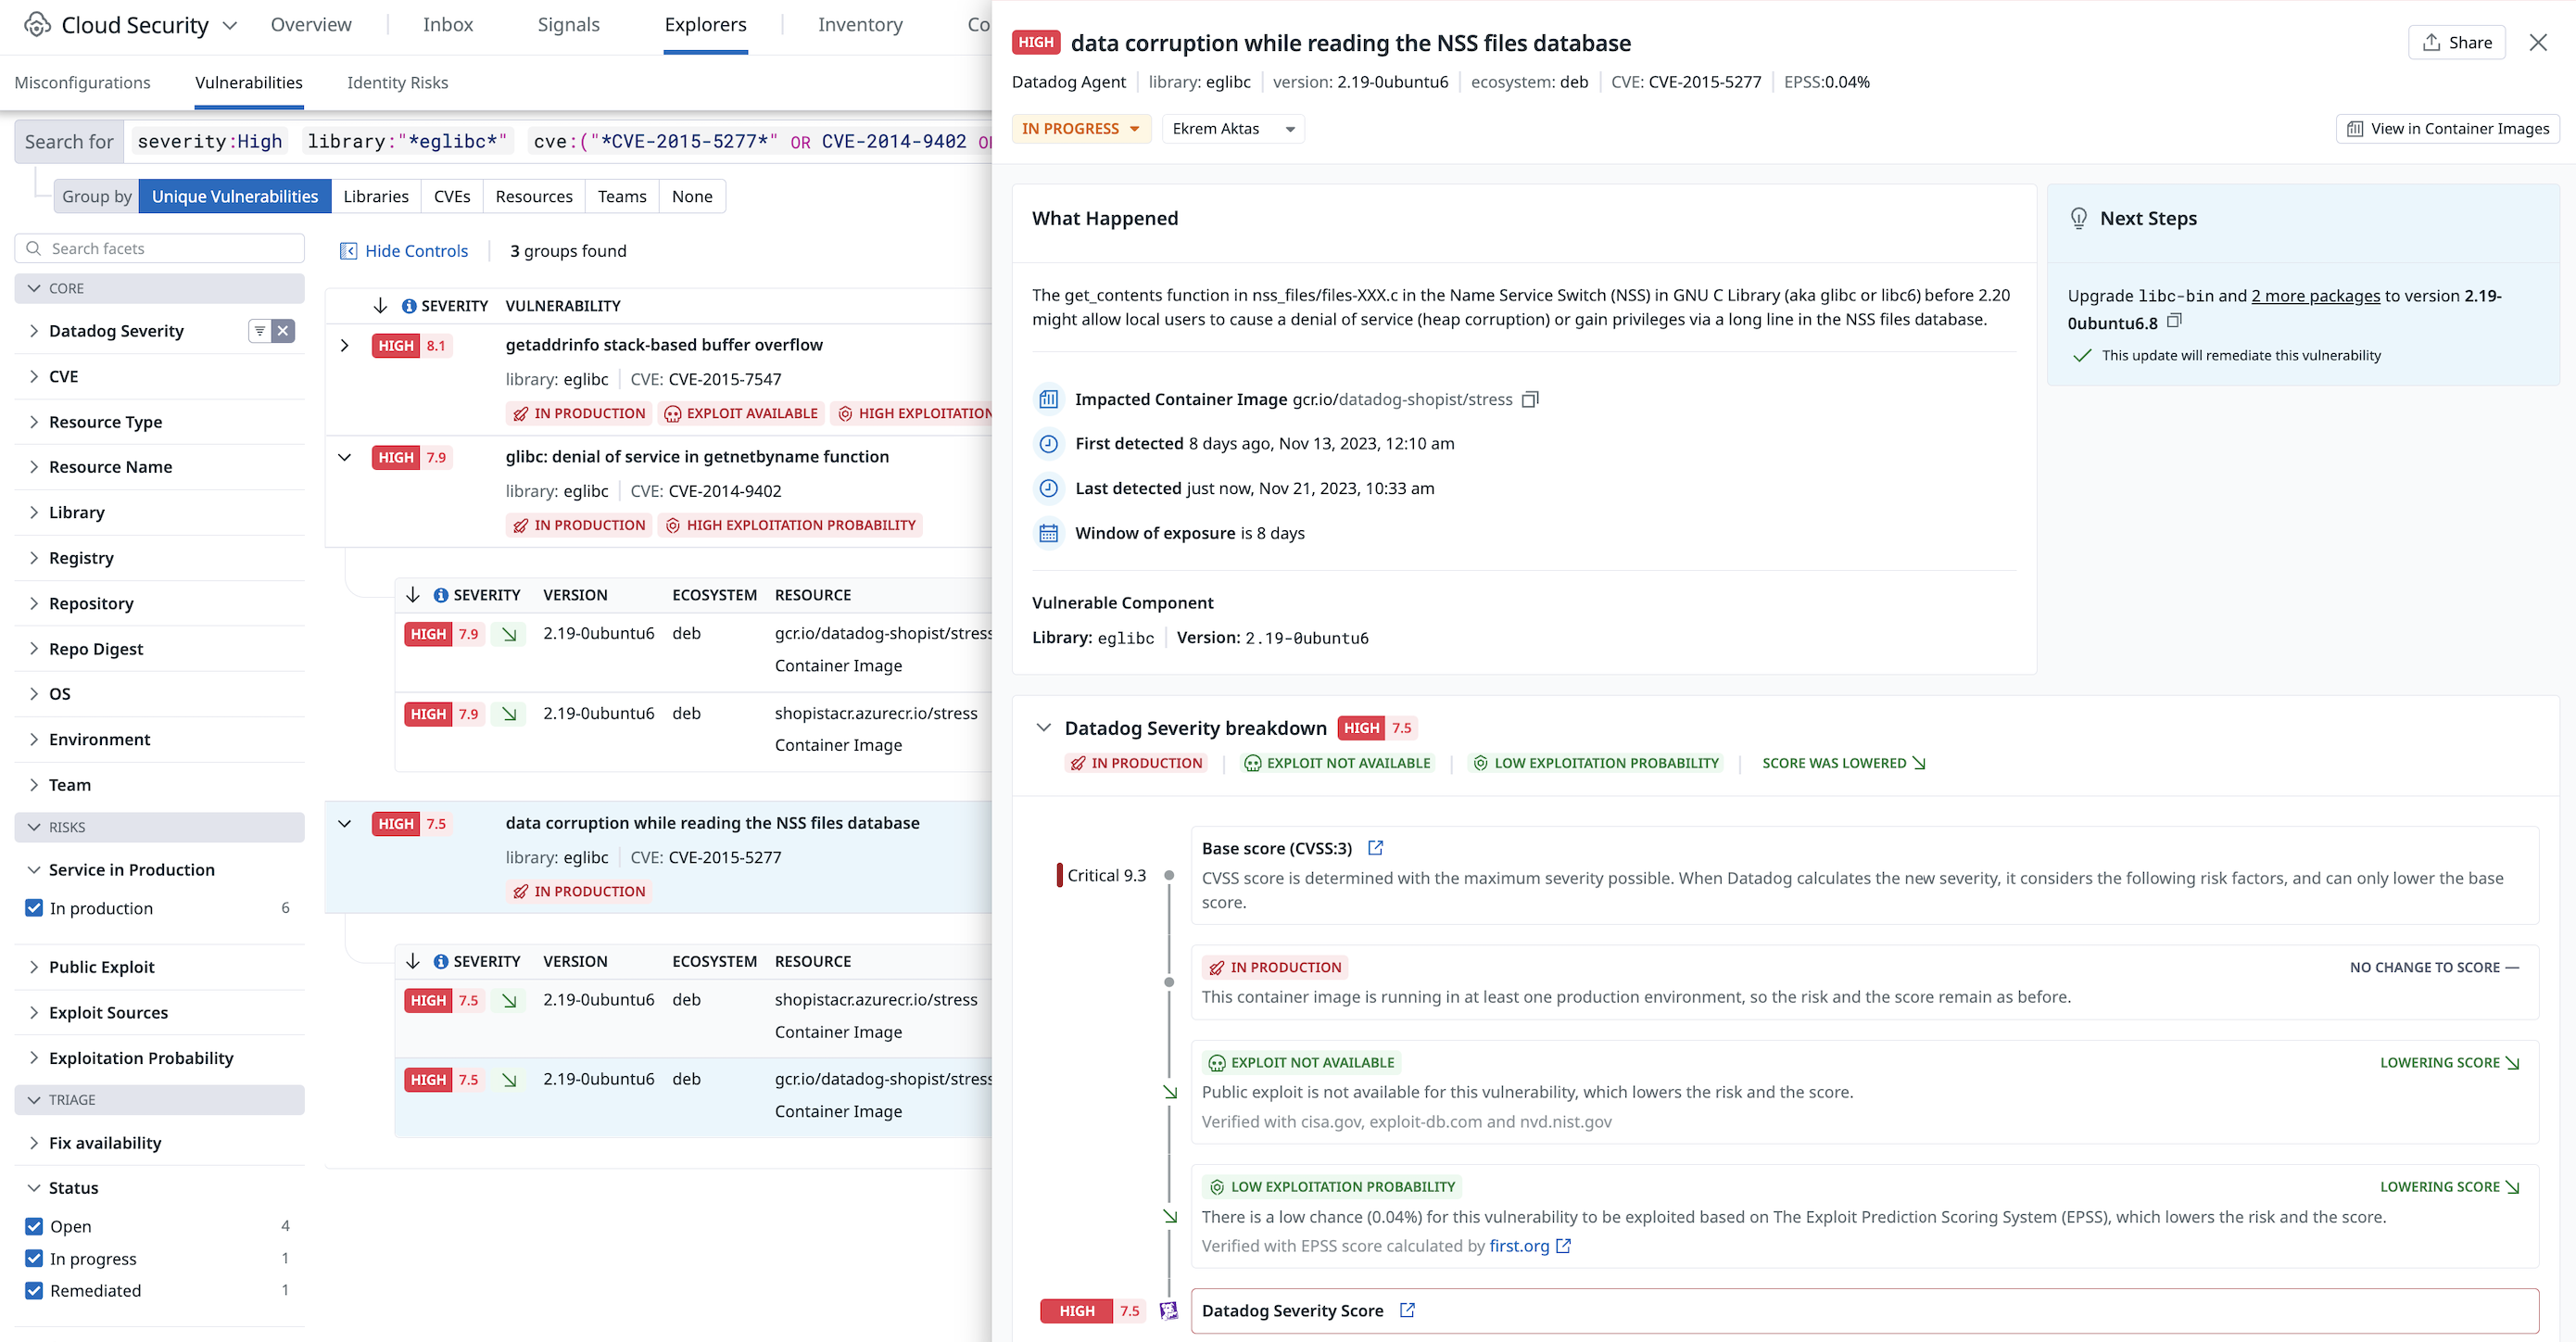 Cloud Security
Overview
Inbox
Signals
Explorers
Inventory
Co
Misconfigurations
Vulnerabilities
Identity Risks
Search for severity:High library:"*eglibc*" cve:("*CVE-2015-5277*" OR CVE-2014-9402 OR
Group by Unique Vulnerabilities Libraries CVEs Resources Teams None
Search facets
CORE
Datadog Severity
CVE
Resource Type
Resource Name
Library
Registry
Repository
Repo Digest
OS
Environment
Team
RISKS
Service in Production
In production 6
Public Exploit
Exploit Sources
Exploitation Probability
TRIAGE
Fix availability
Status
Open 4
In progress 1
Remediated 1
Hide Controls
3 groups found
SEVERITY VULNERABILITY
HIGH 8.1 getaddrinfo stack-based buffer overflow
library: eglibc CVE: CVE-2015-7547
IN PRODUCTION EXPLOIT AVAILABLE HIGH EXPLOITATION
HIGH 7.9 glibc: denial of service in getnetbyname function
library: eglibc CVE: CVE-2014-9402
IN PRODUCTION HIGH EXPLOITATION PROBABILITY
SEVERITY VERSION ECOSYSTEM RESOURCE
HIGH 7.9 2.19-0ubuntu6 deb gcr.io/datadog-shopist/stress
Container Image
HIGH 7.9 2.19-0ubuntu6 deb shopistacr.azurecr.io/stress
Container Image
HIGH 7.5 data corruption while reading the NSS files database
library: eglibc CVE: CVE-2015-5277
IN PRODUCTION
SEVERITY VERSION ECOSYSTEM RESOURCE
HIGH 7.5 2.19-0ubuntu6 deb shopistacr.azurecr.io/stress
Container Image
HIGH 7.5 2.19-0ubuntu6 deb gcr.io/datadog-shopist/stress
Container Image
HIGH data corruption while reading the NSS files database
Share
Datadog Agent library: eglibc version: 2.19-0ubuntu6 ecosystem: deb CVE: CVE-2015-5277 EPSS:0.04%
IN PROGRESS Ekrem Aktas
View in Container Images
What Happened
The get_contents function in nss_files/files-XXX.c in the Name Service Switch (NSS) in GNU C Library (aka glibc or libc6) before 2.20
might allow local users to cause a denial of service (heap corruption) or gain privileges via a long line in the NSS files database.
Impacted Container Image gcr.io/datadog-shopist/stress
First detected 8 days ago, Nov 13, 2023, 12:10 am
Last detected just now, Nov 21, 2023, 10:33 am
Window of exposure is 8 days
Vulnerable Component
Library: eglibc Version: 2.19-0ubuntu6
Next Steps
Upgrade libc-bin and 2 more packages to version 2.19-
0ubuntu6.8
This update will remediate this vulnerability
Datadog Severity breakdown HIGH 7.5
IN PRODUCTION EXPLOIT NOT AVAILABLE LOW EXPLOITATION PROBABILITY SCORE WAS LOWERED
Critical 9.3
Base score (CVSS:3)
CVSS score is determined with the maximum severity possible. When Datadog calculates the new severity, it considers the following risk factors, and can only lower the base
score.
IN PRODUCTION NO CHANGE TO SCORE —
This container image is running in at least one production environment, so the risk and the score remain as before.
EXPLOIT NOT AVAILABLE LOWERING SCORE
Public exploit is not available for this vulnerability, which lowers the risk and the score.
Verified with cisa.gov, exploit-db.com and nvd.nist.gov
LOW EXPLOITATION PROBABILITY LOWERING SCORE
There is a low chance (0.04%) for this vulnerability to be exploited based on The Exploit Prediction Scoring System (EPSS), which lowers the risk and the score.
Verified with EPSS score calculated by first.org
HIGH 7.5 Datadog Severity Score